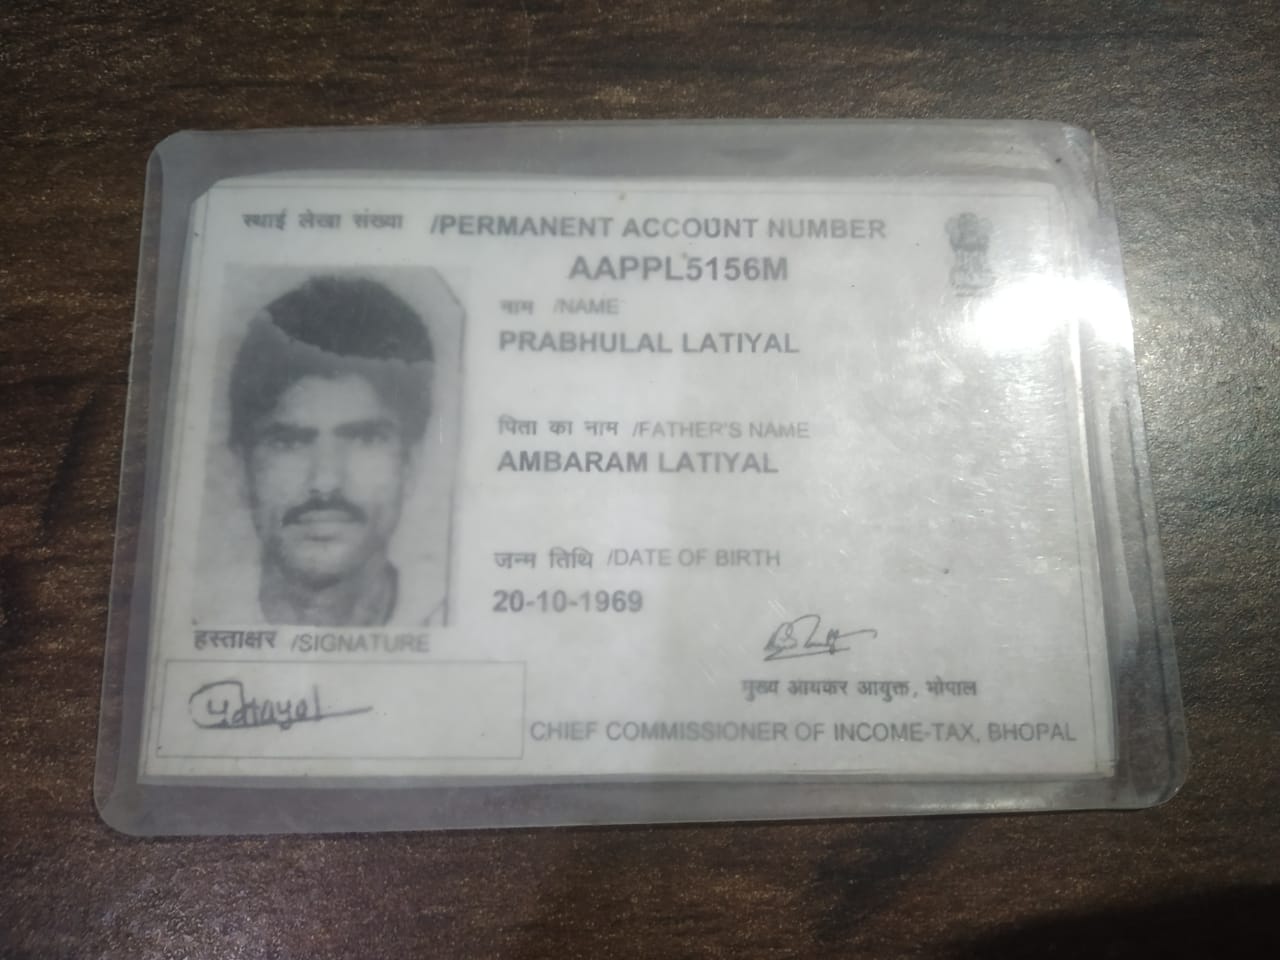 स्थाई लेखा संख्या /PERMANENT ACCOUNT NUMBER
AAPPL5156M
नाम /NAME
PRABHULAL LATIYAL
पिता का नाम /FATHER'S NAME
AMBARAM LATIYAL
जन्म तिथि /DATE OF BIRTH
20-10-1969
हस्ताक्षर /SIGNATURE
मुख्य आयकर आयुक्त, भोपाल
CHIEF COMMISSIONER OF INCOME-TAX, BHOPAL